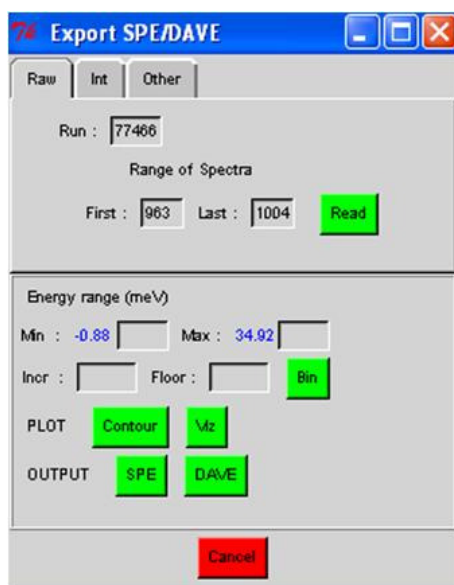 Export SPE/DAVE
Raw Int Other
Run : 77466
Range of Spectra
First : 963 Last : 1004 Read
Energy range (meV)
Min : -0.88 Max : 34.92
Incr : Floor : Bin
PLOT Contour Viz
OUTPUT SPE DAVE
Cancel